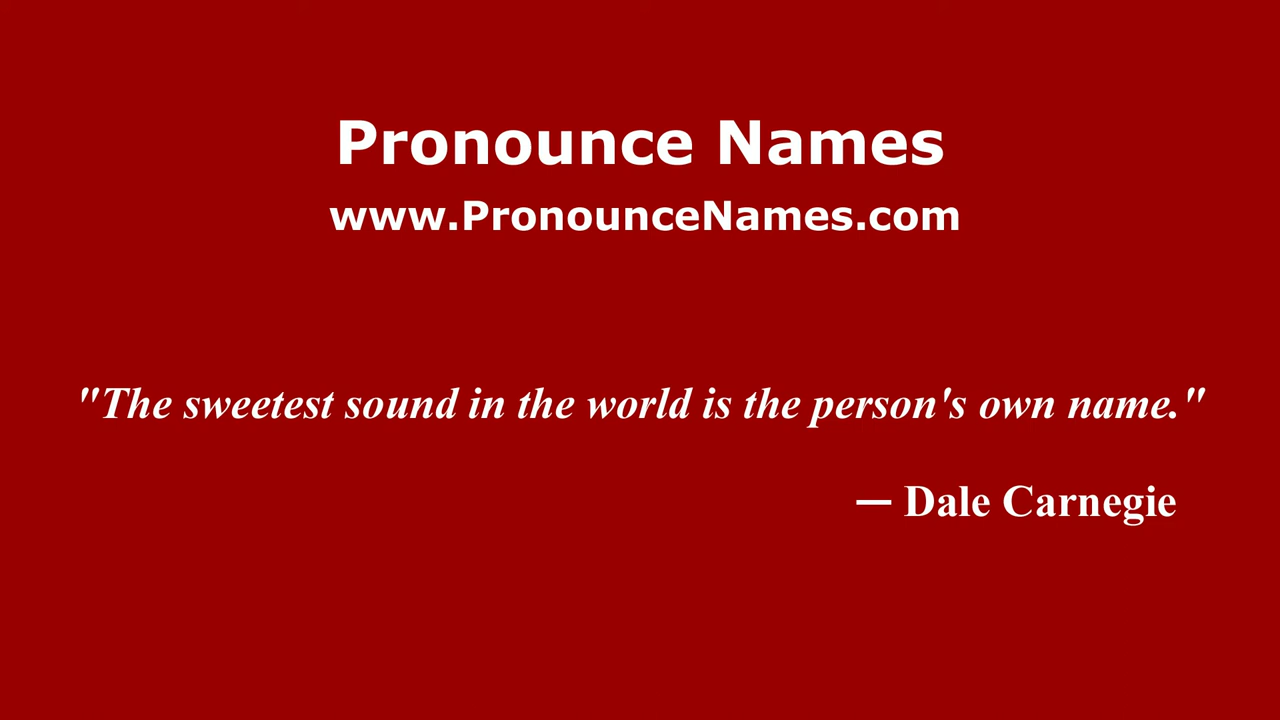 Pronounce Names
www.PronounceNames.com
"The sweetest sound in the world is the person's own name."
— Dale Carnegie